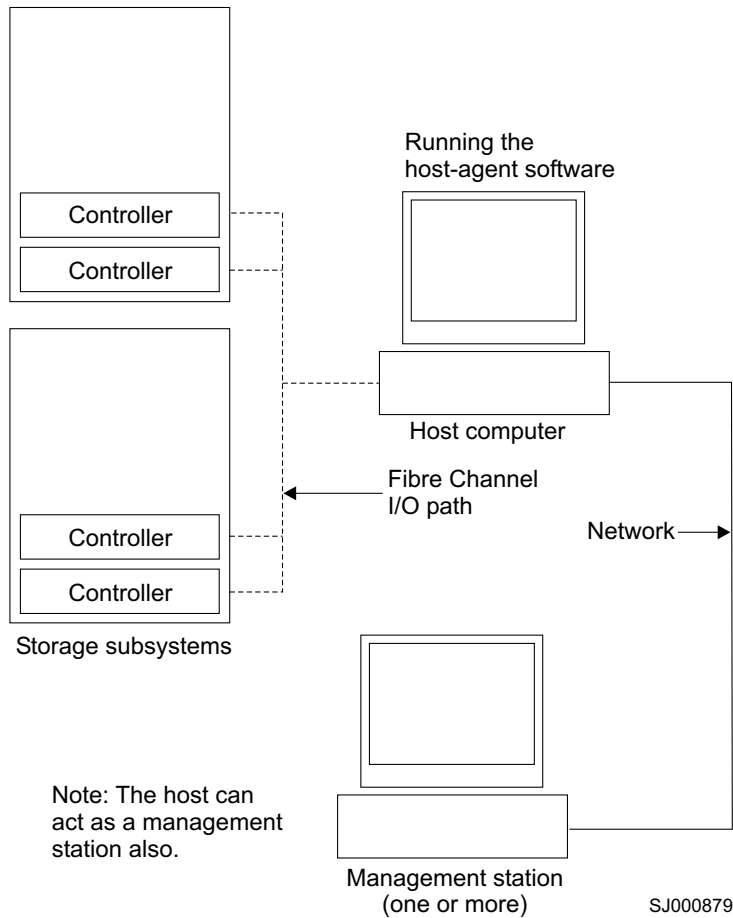 Running the
host-agent software
Controller
Controller
Host computer
Fibre Channel
I/O path
Network
Controller
Controller
Storage subsystems
Note: The host can
act as a management
station also.
Management station
(one or more)
SJ000879